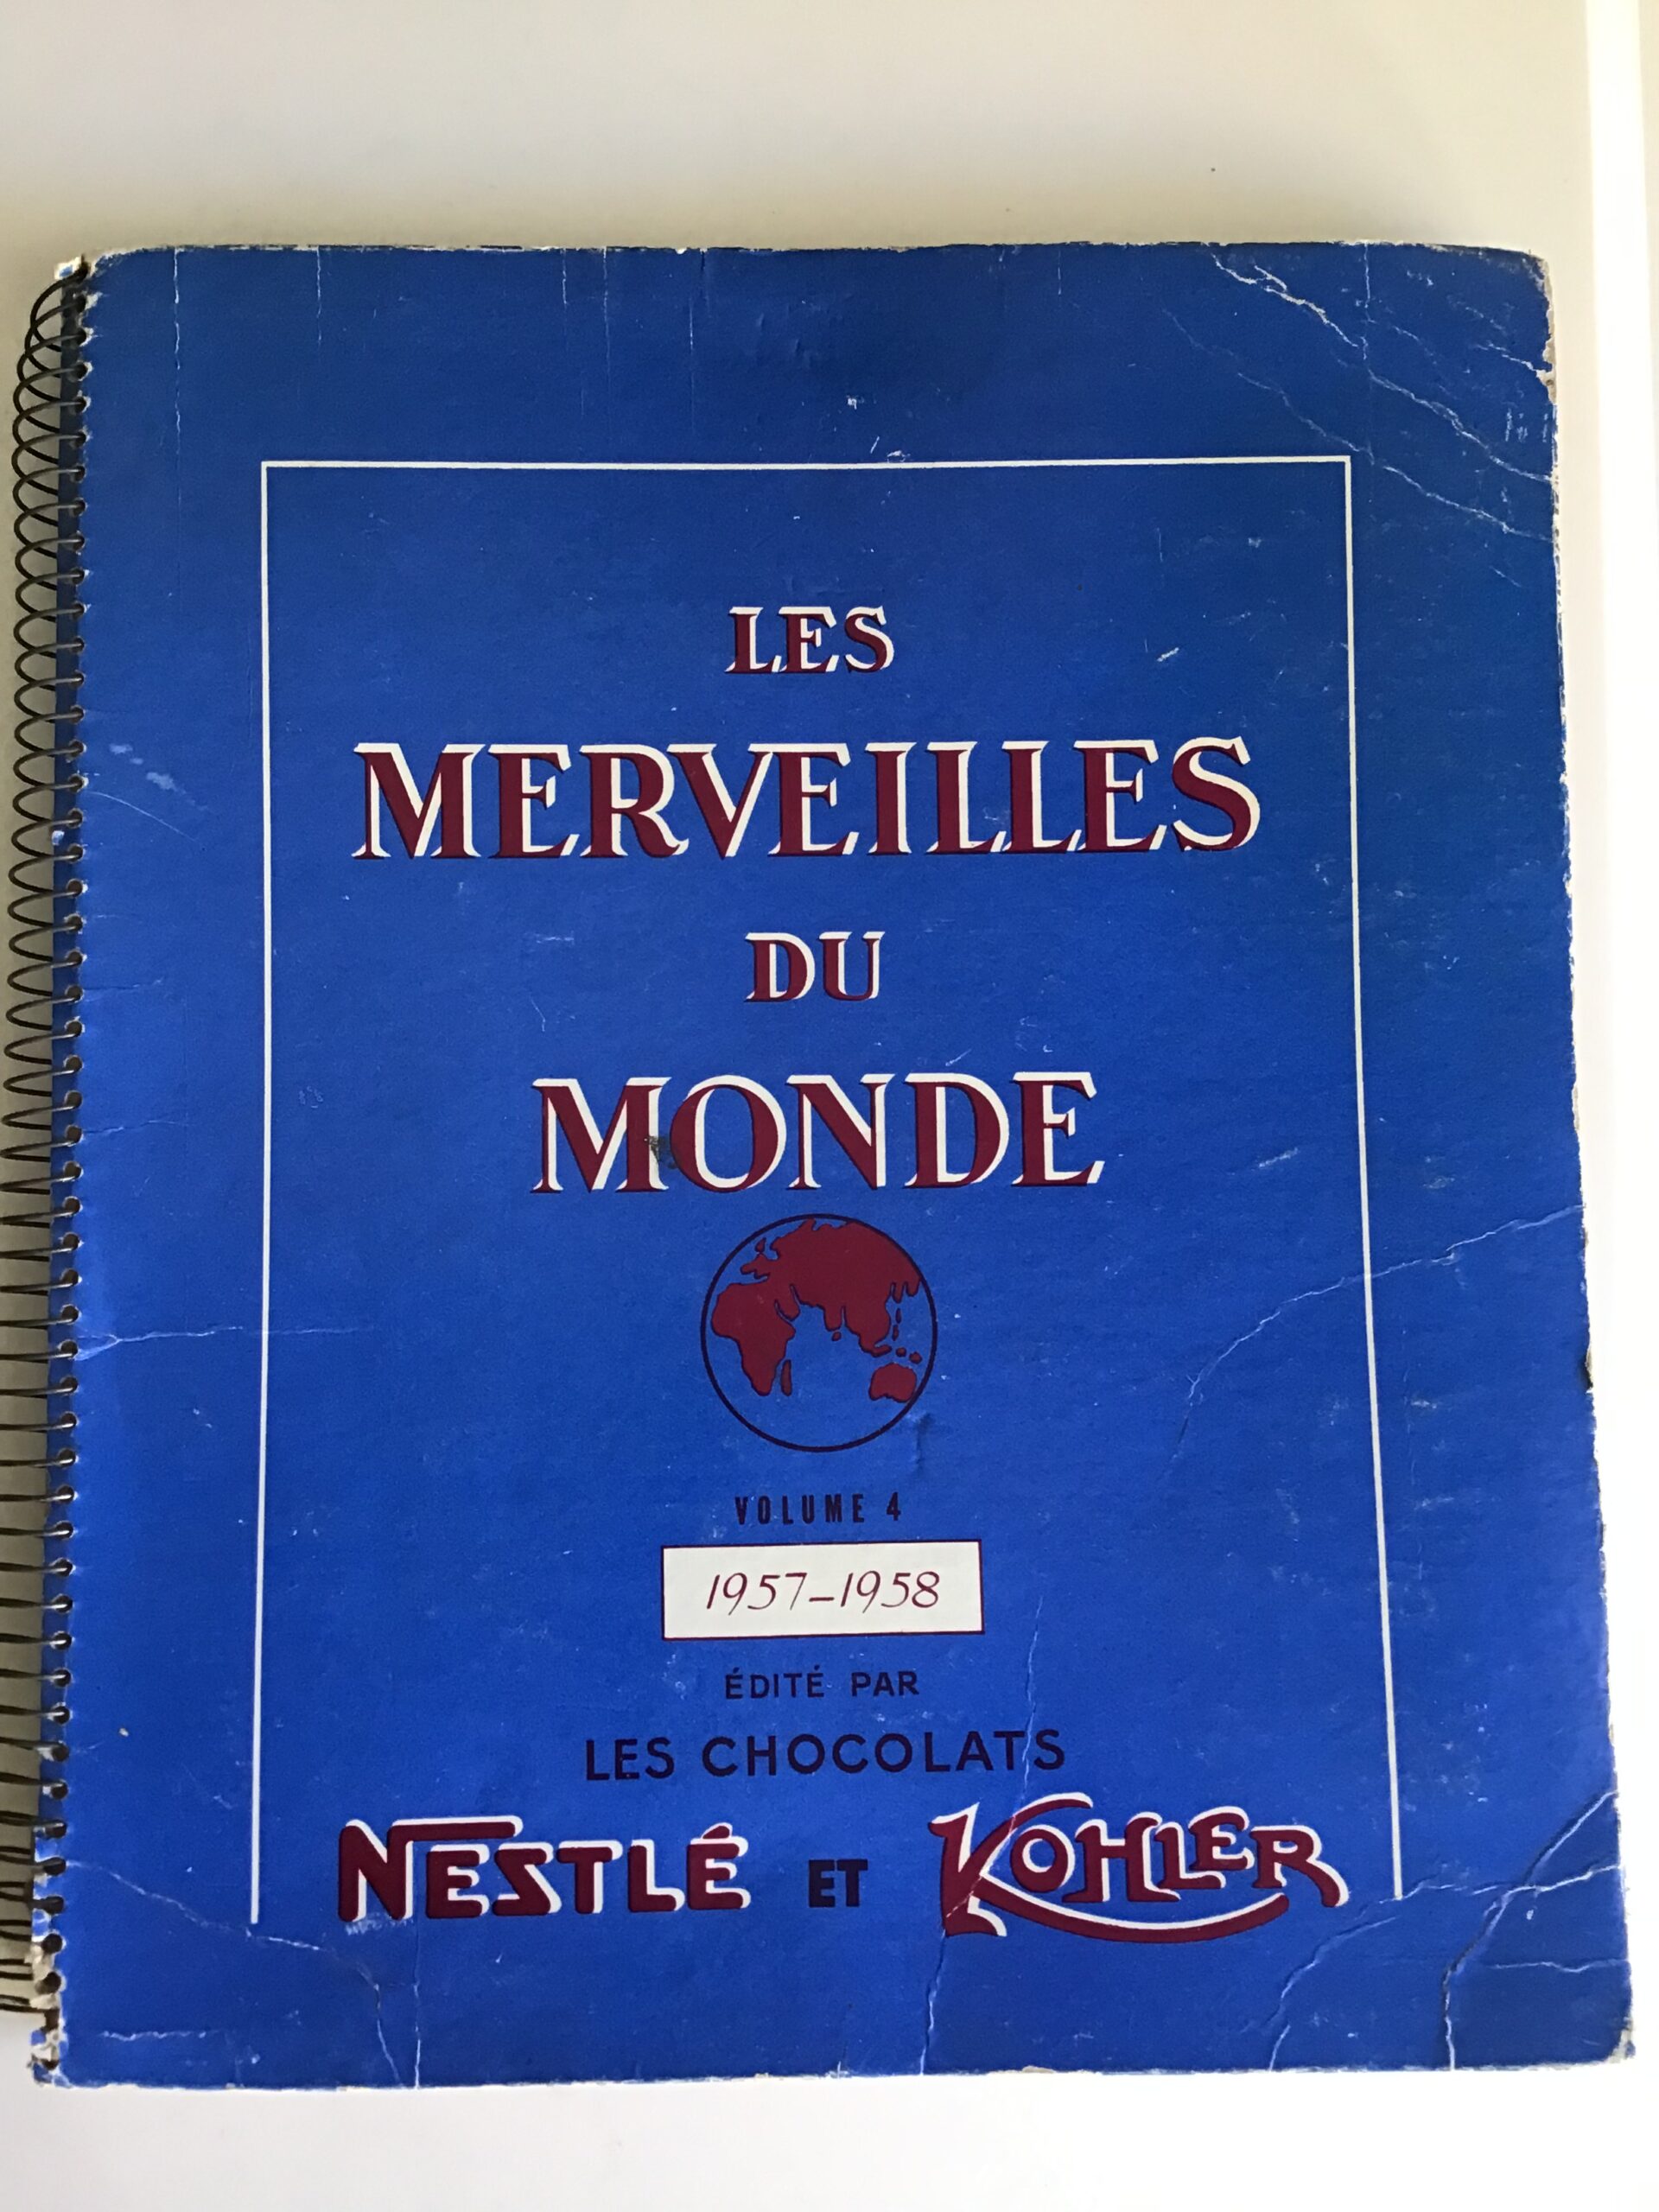 LES
MERVEILLES
DU
MONDE
VOLUME 4
1957-1958
ÉDITÉ PAR
LES CHOCOLATS
NESTLÉ ET KOHLER